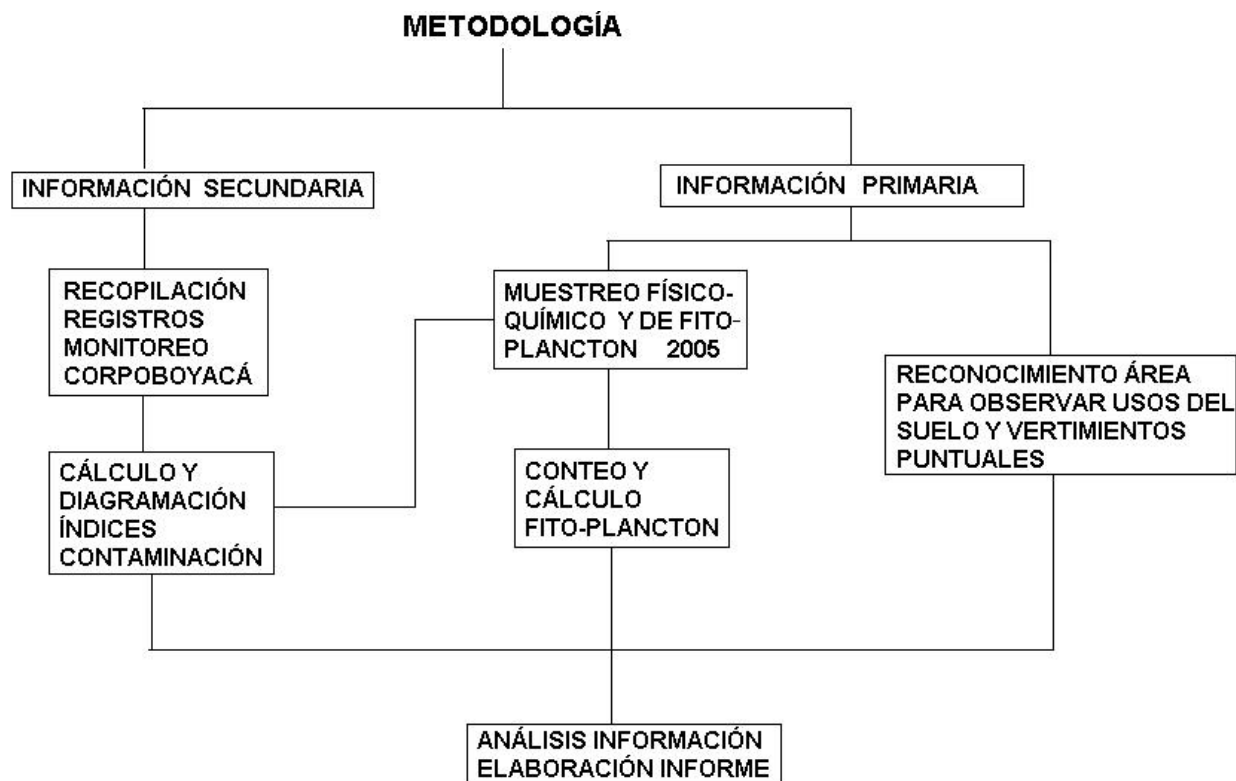 METODOLOGÍA
INFORMACIÓN SECUNDARIA
INFORMACIÓN PRIMARIA
RECOPILACIÓN
REGISTROS
MONITOREO
CORPOBOYACÁ
MUESTREO FÍSICO-
QUÍMICO Y DE FITO-
PLANCTON 2005
RECONOCIMIENTO ÁREA
PARA OBSERVAR USOS DEL
SUELO Y VERTIMIENTOS
PUNTUALES
CÁLCULO Y
DIAGRAMACIÓN
ÍNDICES
CONTAMINACIÓN
CONTEO Y
CÁLCULO
FITO-PLANCTON
ANÁLISIS INFORMACIÓN
ELABORACIÓN INFORME